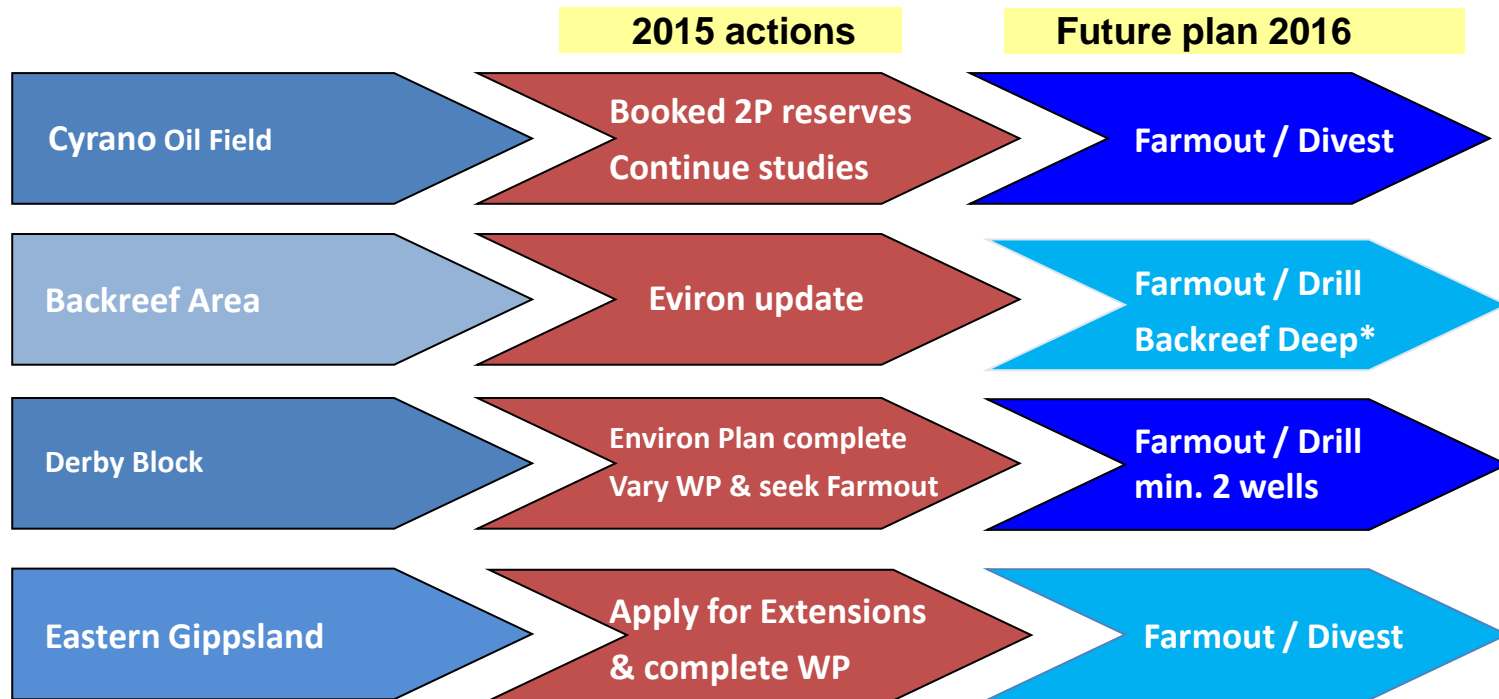 2015 actions
Future plan 2016
Cyrano Oil Field
Booked 2P reserves
Continue studies
Farmout / Divest
Backreef Area
Eviron update
Farmout / Drill
Backreef Deep*
Derby Block
Environ Plan complete
Vary WP & seek Farmout
Farmout / Drill
min. 2 wells
Eastern Gippsland
Apply for Extensions
& complete WP
Farmout / Divest